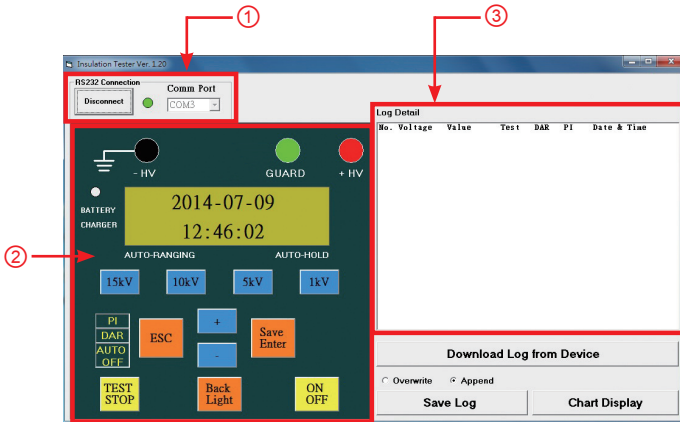 ①
③
Insulation Tester Ver. 1.20
RS232 Connection
Disconnect
Comm Port
COM3
Log Detail
No. Voltage Value Test DAR PI Date & Time
- HV
GUARD
+ HV
BATTERY
CHARGER
2014-07-09
12:46:02
AUTO-RANGING
AUTO-HOLD
②
15kV
10kV
5kV
1kV
PI
DAR
AUTO
OFF
ESC
+
-
Save
Enter
TEST
STOP
Back
Light
ON
OFF
Download Log from Device
Overwrite
Append
Save Log
Chart Display